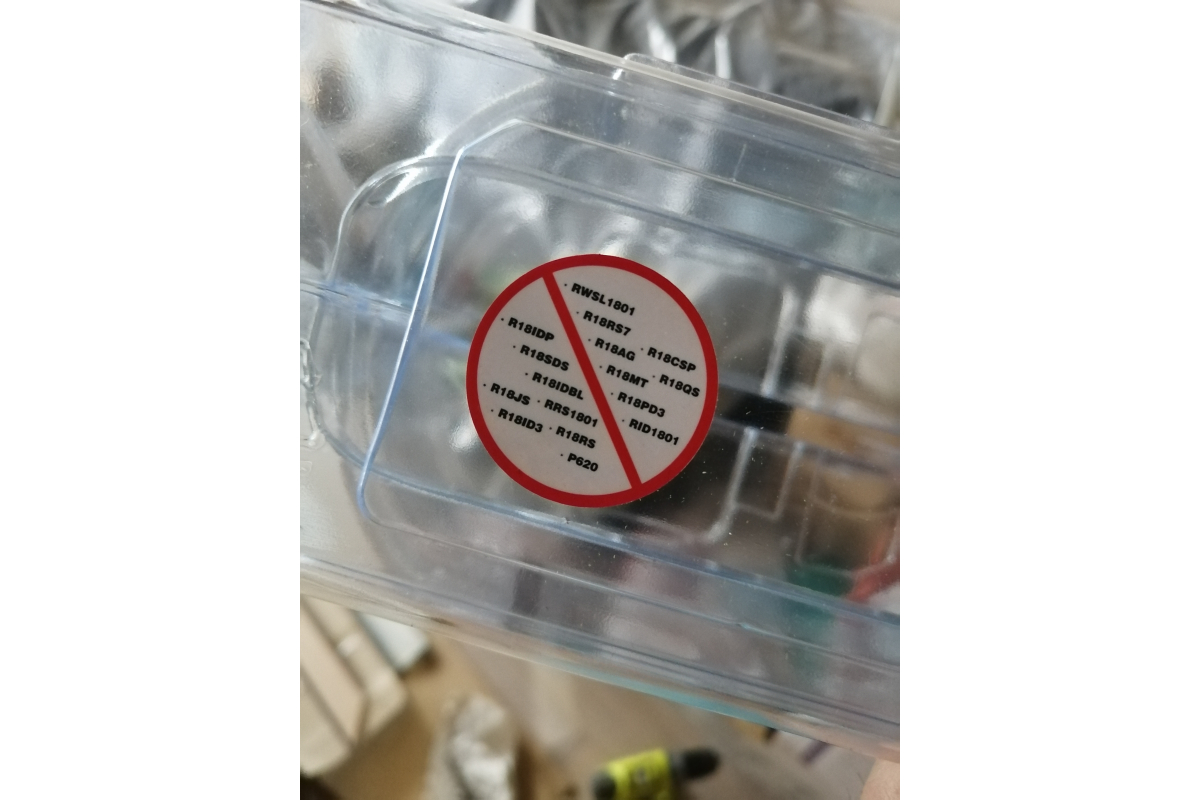 · RWSL1801
· R18RS7
· R18IDP · R18AG · R18CSP
· R18SDS · R18MT · R18QS
· R18IDBL · R18PD3
· R18JS · RRS1801 · RID1801
· R18ID3 · R18RS
· P620